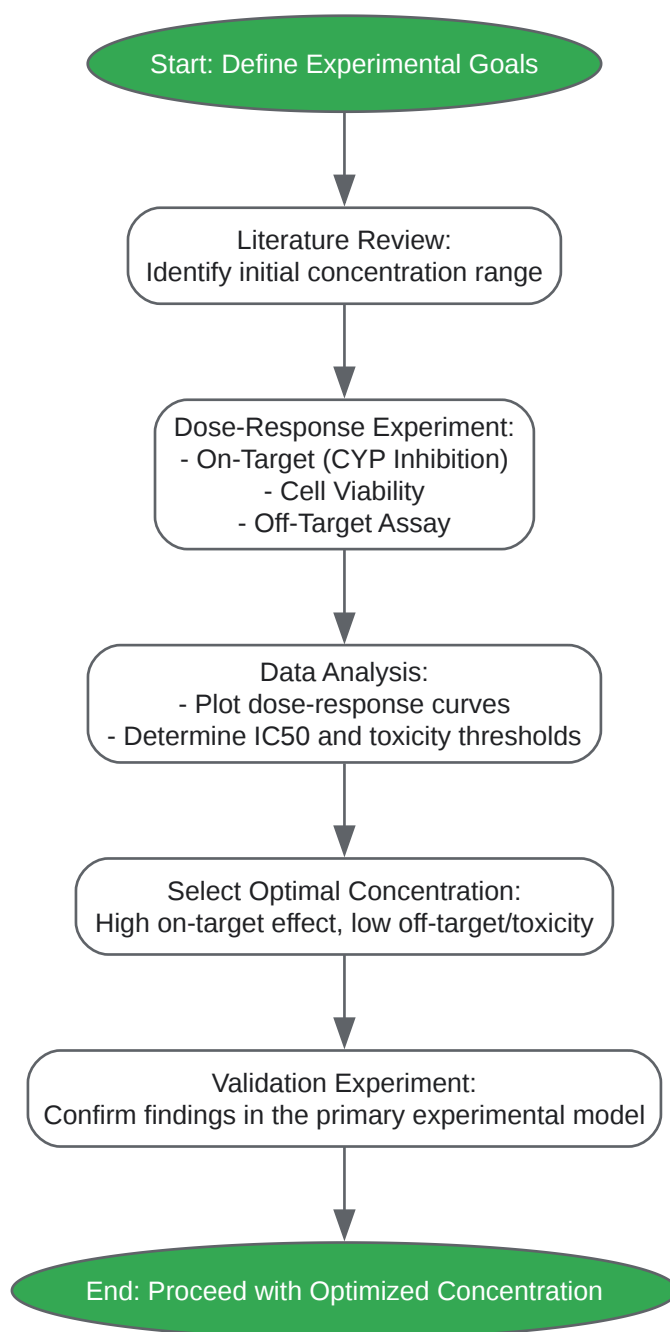 Start: Define Experimental Goals
Literature Review:
Identify initial concentration range
Dose-Response Experiment:
- On-Target (CYP Inhibition)
- Cell Viability
- Off-Target Assay
Data Analysis:
- Plot dose-response curves
- Determine IC50 and toxicity thresholds
Select Optimal Concentration:
High on-target effect, low off-target/toxicity
Validation Experiment:
Confirm findings in the primary experimental model
End: Proceed with Optimized Concentration